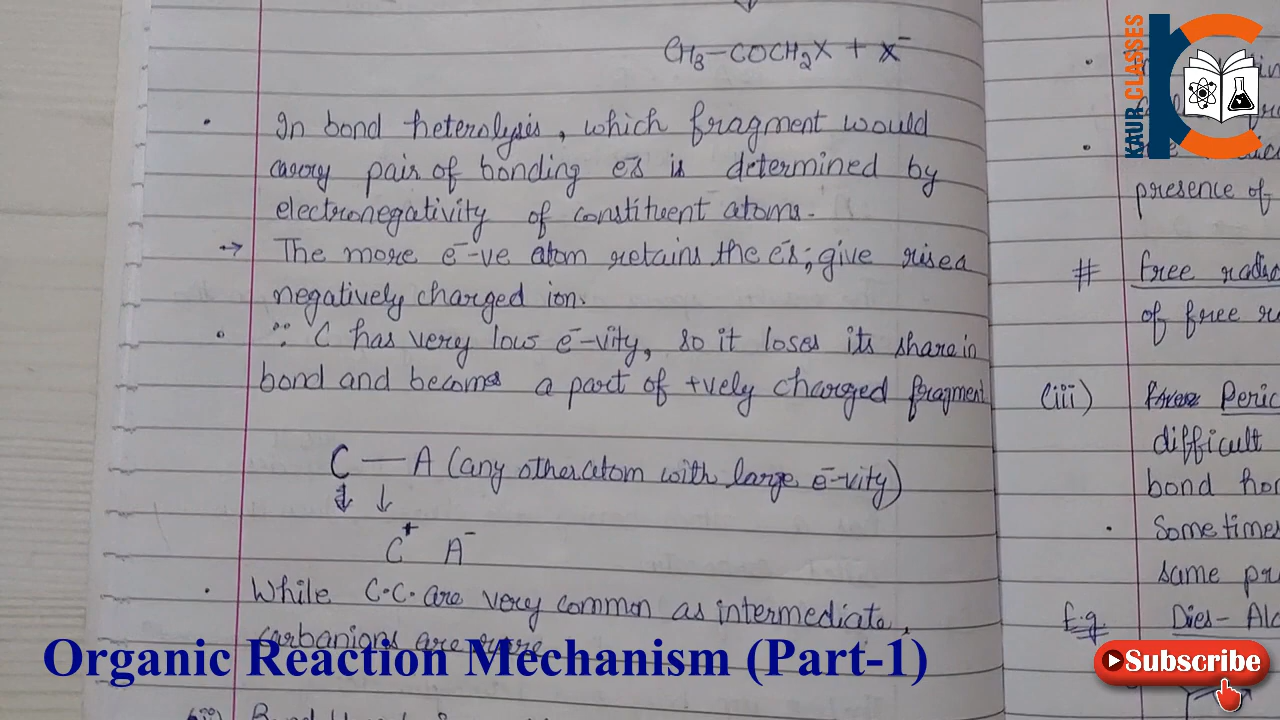 CH3-COCH2X + X⁻
· In bond heterolysis, which fragment would
carry pair of bonding e⁻s is determined by
electronegativity of constituent atoms.
→ The more e⁻-ve atom retains the e⁻s; give rise a
negatively charged ion.
· ∵ C has very low e⁻-vity, so it loses its share in
bond and becomes a part of +vely charged fragment
C — A (any other atom with large e⁻-vity)
↓ ↓
C⁺ A⁻
· While C.C. are very common as intermediate,
carbanions are
presence of
# free
of free
(iii) Peric
difficult
bond
· Sometimes
same pr
E.g. Dies-Al
KAUR CLASSES
Organic Reaction Mechanism (Part-1)
Subscribe